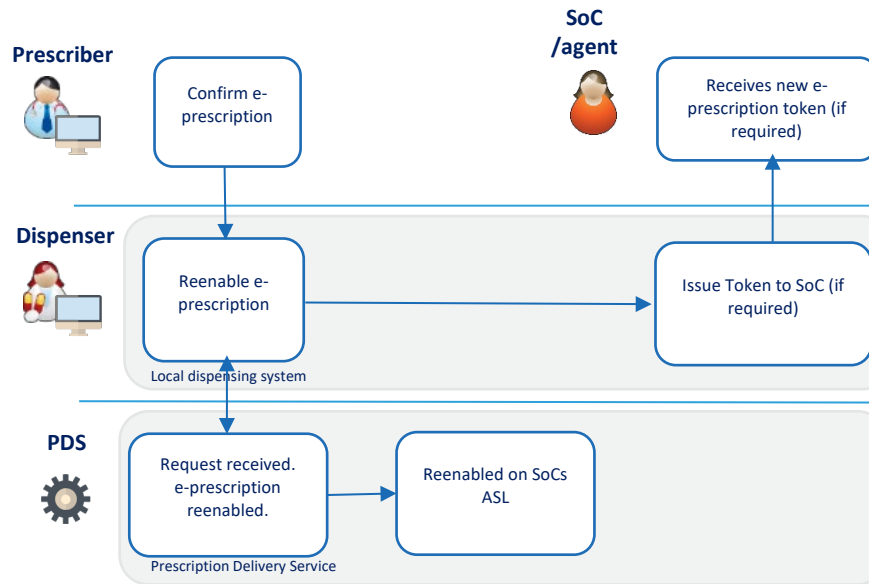 SoC
/agent
Prescriber
Confirm e-
prescription
Receives new e-
prescription token (if
required)
Dispenser
Reenable e-
prescription
Issue Token to SoC (if
required)
Local dispensing system
PDS
Request received.
e-prescription
reenabled.
Reenabled on SoCs
ASL
Prescription Delivery Service